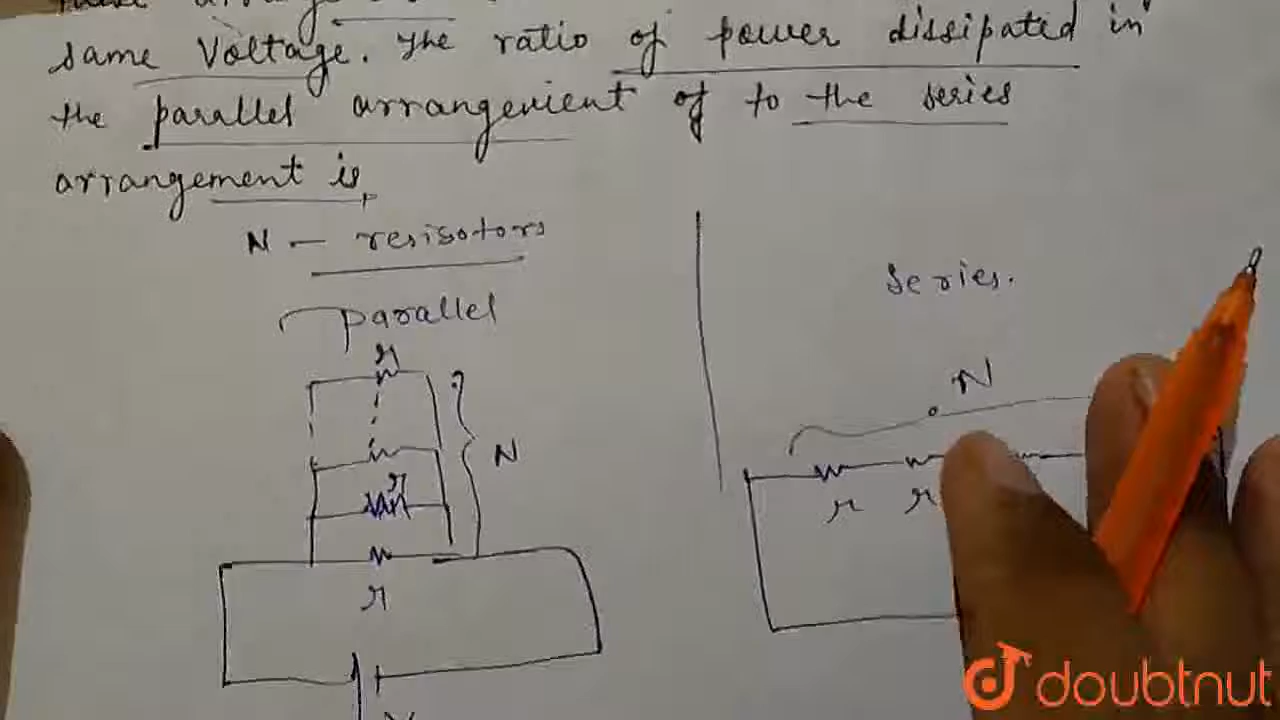 same Voltage. The ratio of power dissipated in
the parallel arrangement of to the series
arrangement is
N - resisotors
parallel
series.
r
N
N
r
r
r
r
V
doubtnut